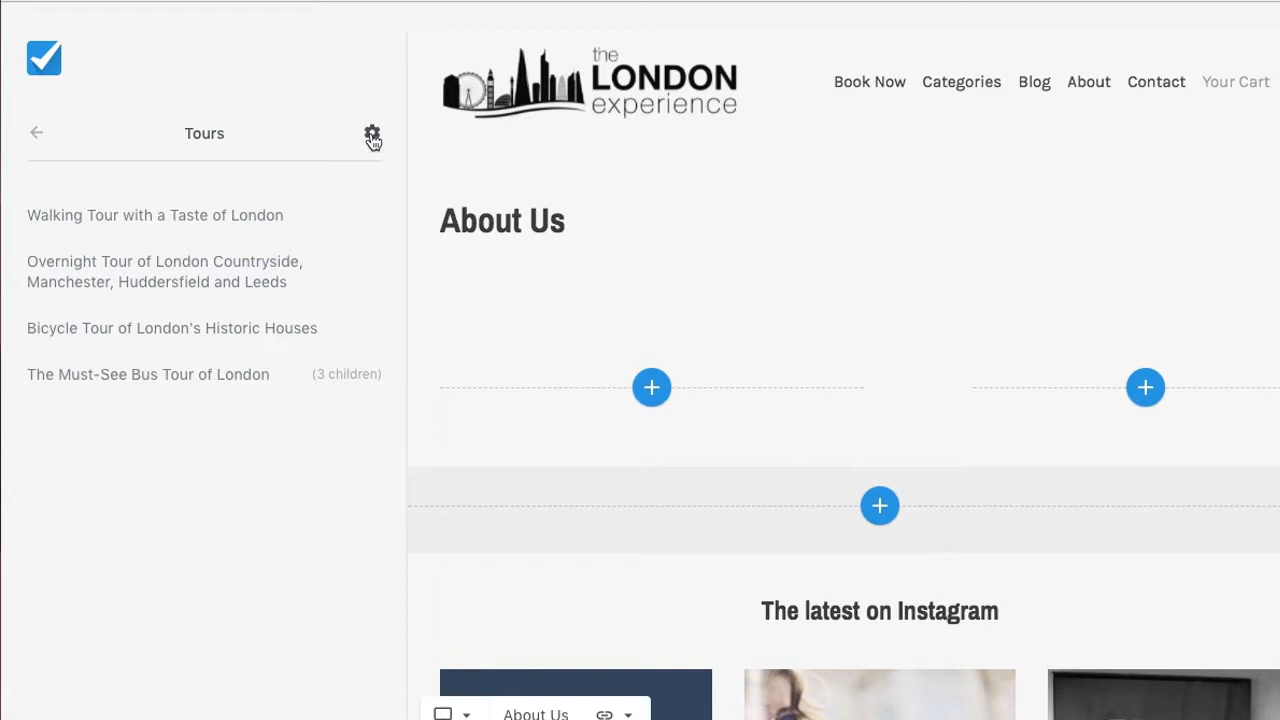 Tours
Walking Tour with a Taste of London
Overnight Tour of London Countryside,
Manchester, Huddersfield and Leeds
Bicycle Tour of London's Historic Houses
The Must-See Bus Tour of London (3 children)
the
LONDON
experience
Book Now Categories Blog About Contact Your Cart
About Us
The latest on Instagram
About Us